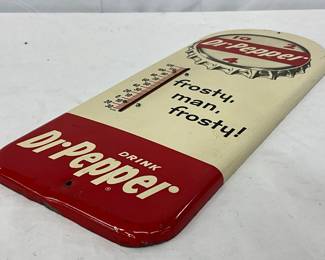 10 2
Dr Pepper
4
frosty,
man,
frosty!
DRINK
Dr Pepper®